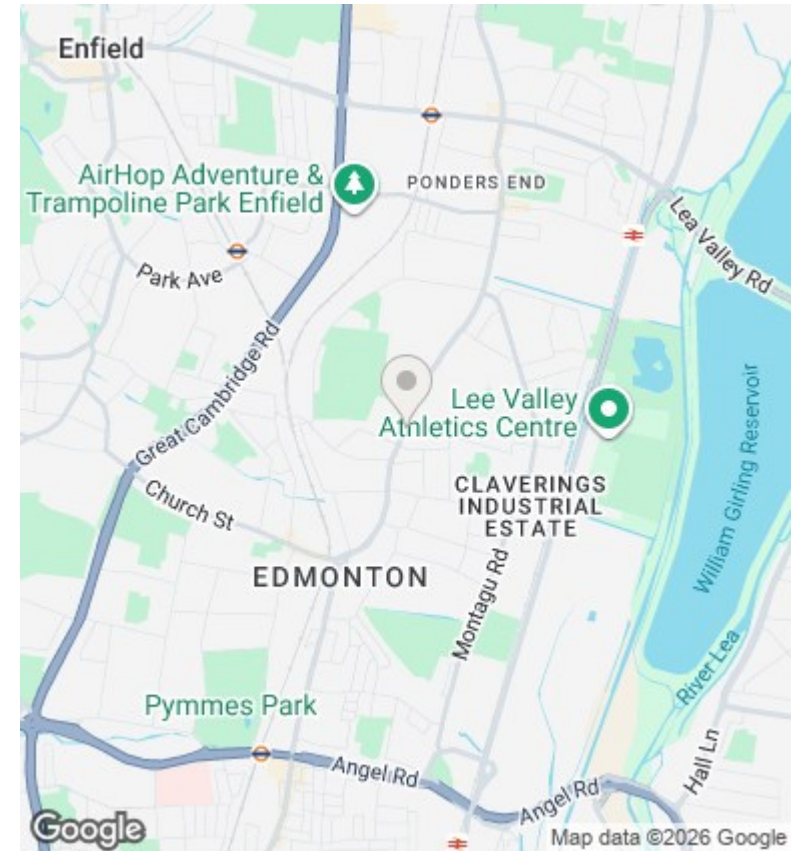 Enfield
AirHop Adventure &
Trampoline Park Enfield
PONDERS END
Lea Valley Rd
Park Ave
Great Cambridge Rd
Lee Valley
Athletics Centre
William Girling Reservoir
Church St
CLAVERINGS
INDUSTRIAL
ESTATE
EDMONTON
Montagu Rd
River Lea
Pymmes Park
Hall Ln
Angel Rd
Angel Rd
Google
Map data ©2026 Google